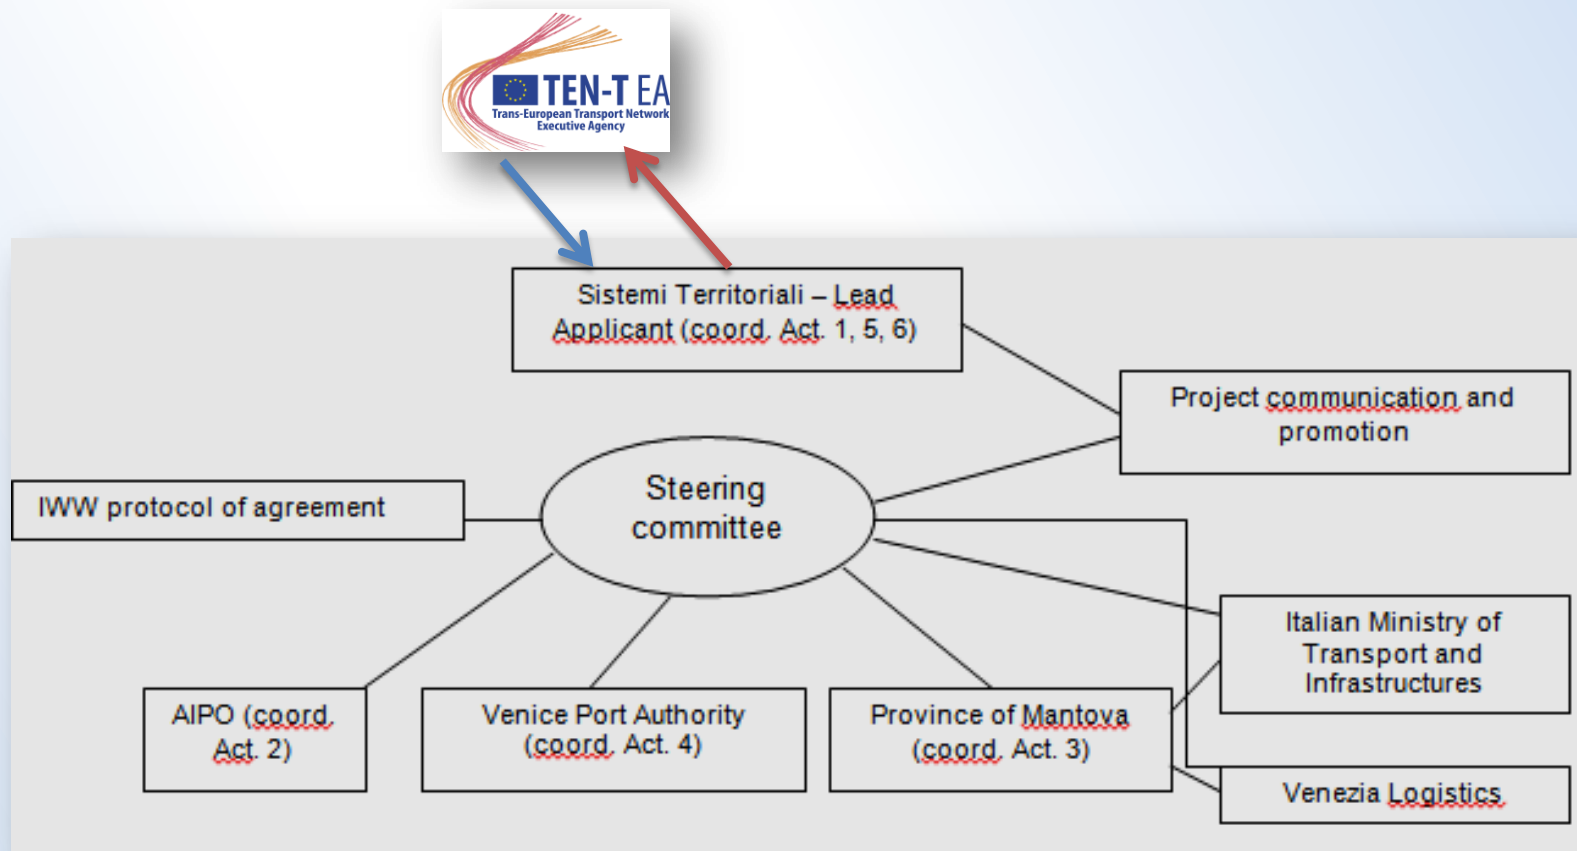 TEN-T EA
Trans-European Transport Network
Executive Agency
Sistemi Territoriali – Lead
Applicant (coord. Act. 1, 5, 6)
Project communication and
promotion
Steering
committee
IWW protocol of agreement
Italian Ministry of
Transport and
Infrastructures
AIPO (coord.
Act. 2)
Venice Port Authority
(coord. Act. 4)
Province of Mantova
(coord. Act. 3)
Venezia Logistics